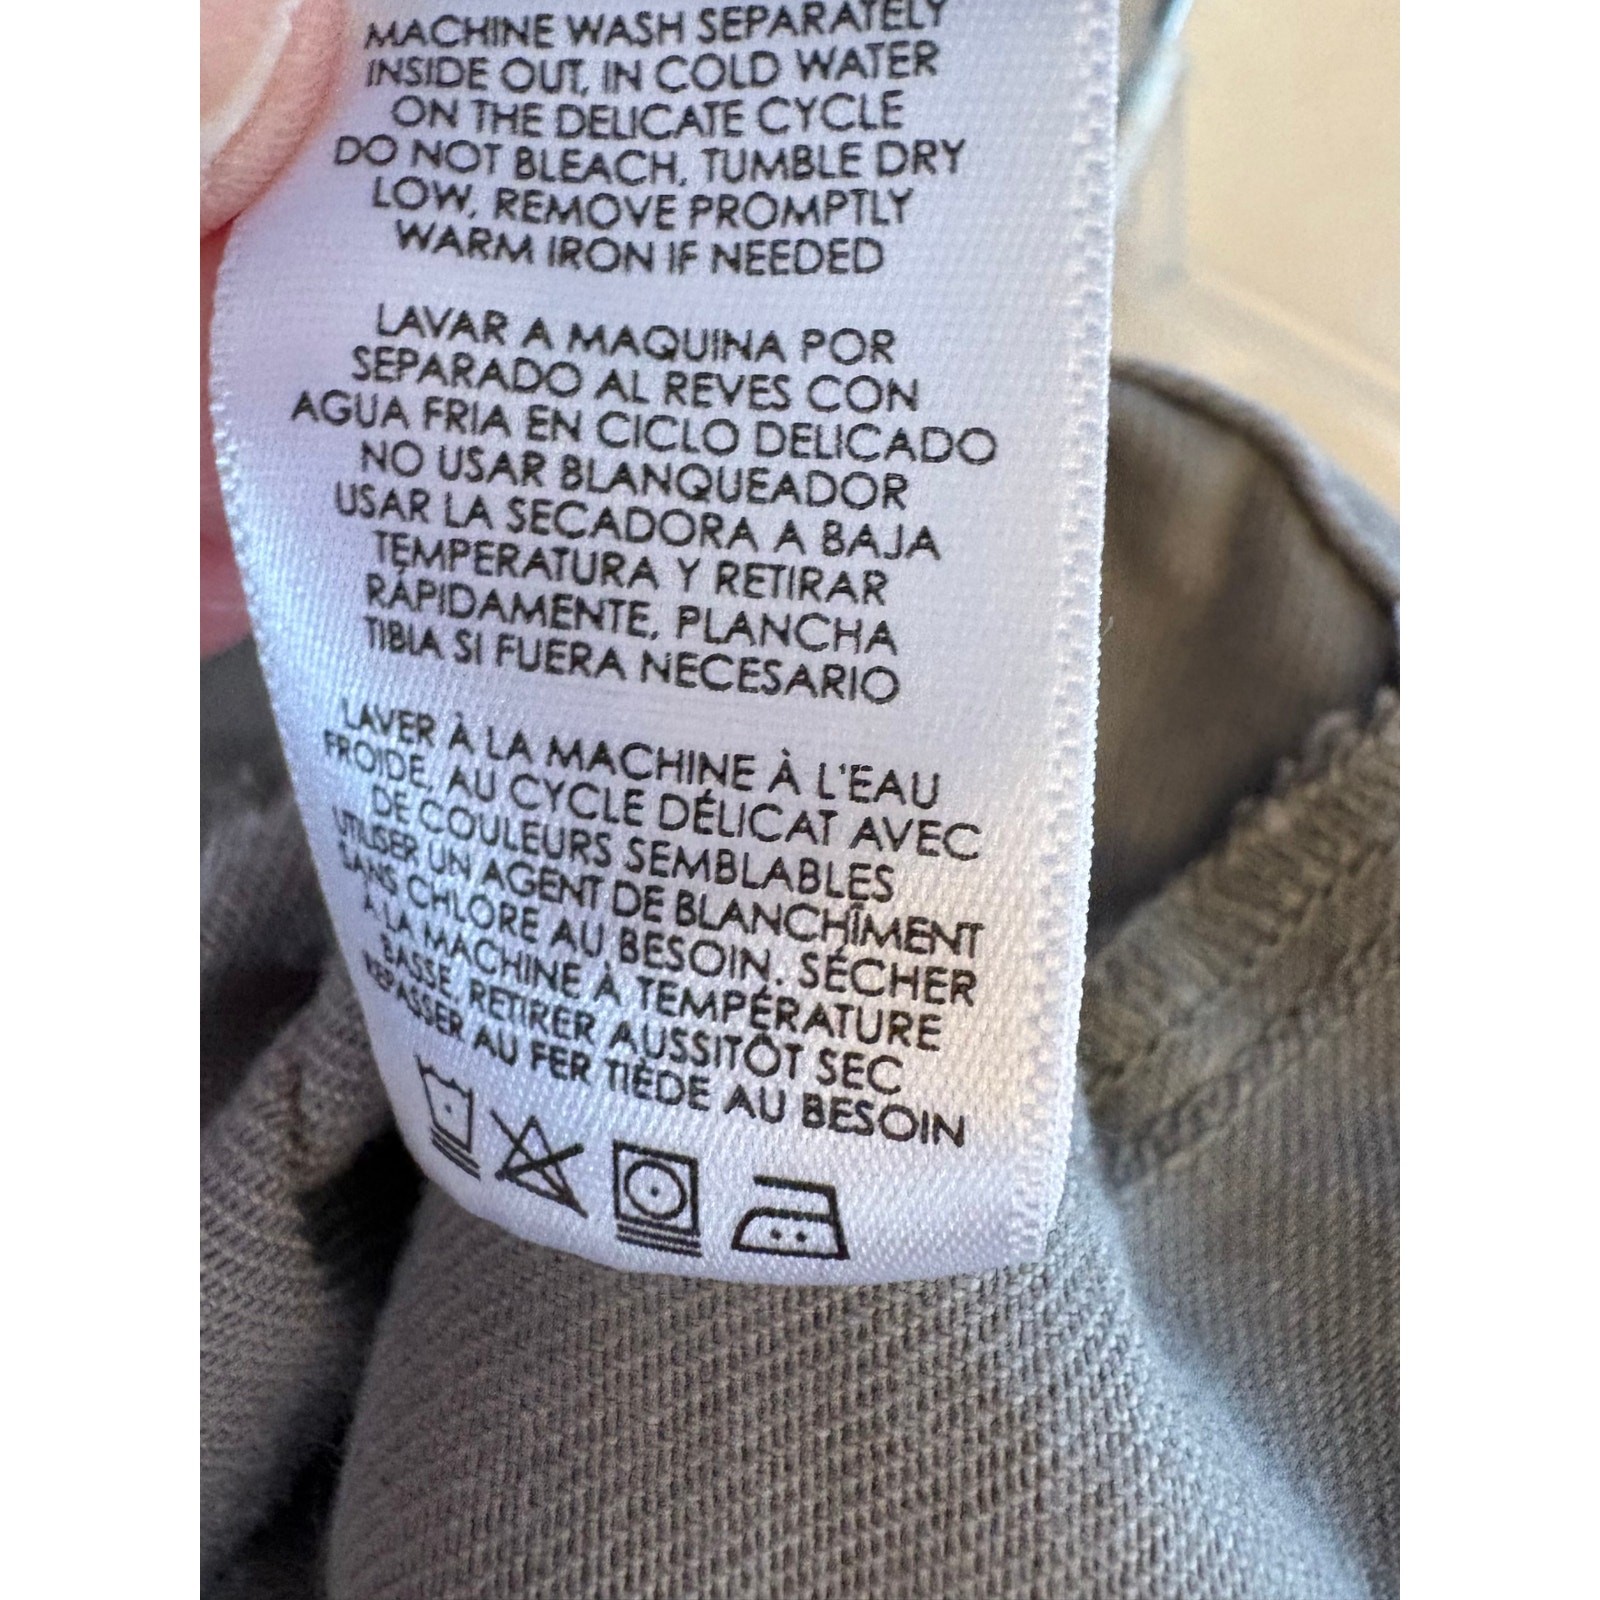 MACHINE WASH SEPARATELY
INSIDE OUT, IN COLD WATER
ON THE DELICATE CYCLE
DO NOT BLEACH, TUMBLE DRY
LOW, REMOVE PROMPTLY
WARM IRON IF NEEDED
LAVAR A MAQUINA POR
SEPARADO AL REVES CON
AGUA FRIA EN CICLO DELICADO
NO USAR BLANQUEADOR
USAR LA SECADORA A BAJA
TEMPERATURA Y RETIRAR
RÁPIDAMENTE, PLANCHA
TIBIA SI FUERA NECESARIO
LAVER À LA MACHINE À L'EAU
FROIDE, AU CYCLE DÉLICAT AVEC
DE COULEURS SEMBLABLES
UTILISER UN AGENT DE BLANCHÎMENT
SANS CHLORE AU BESOIN. SÉCHER
À LA MACHINE À TEMPÉRATURE
BASSE, RETIRER AUSSITÔT SEC
REPASSER AU FER TIÈDE AU BESOIN